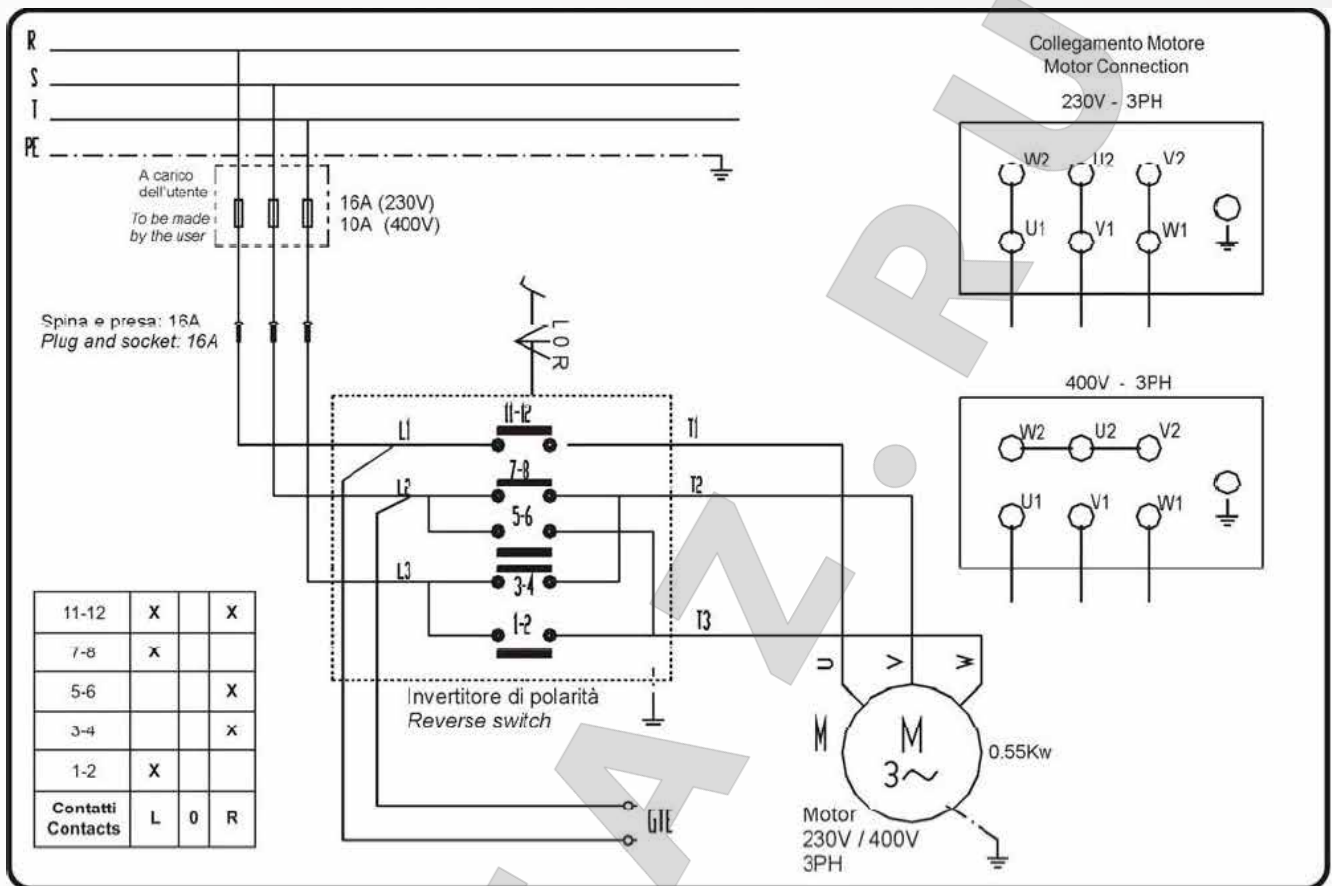 R
S
T
PE
A carico
dell'utente
To be made
by the user
16A (230V)
10A (400V)
Spina e presa: 16A
Plug and socket: 16A
L 0 R
11-12
L1
T1
7-8
L2
T2
5-6
L3
3-4
1-2
T3
Invertitore di polarità
Reverse switch
GTE
U
V
W
M
M
3~
0.55Kw
Motor
230V / 400V
3PH
11-12 X X
7-8 X
5-6 X
3-4 X
1-2 X
Contatti
Contacts L 0 R
Collegamento Motore
Motor Connection
230V - 3PH
W2 U2 V2
U1 V1 W1
400V - 3PH
W2 U2 V2
U1 V1 W1
AZ.RU